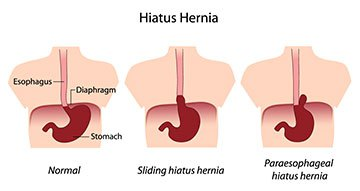 Hiatus Hernia
Esophagus
Diaphragm
Stomach
Normal
Sliding hiatus hernia
Paraesophageal
hiatus hernia